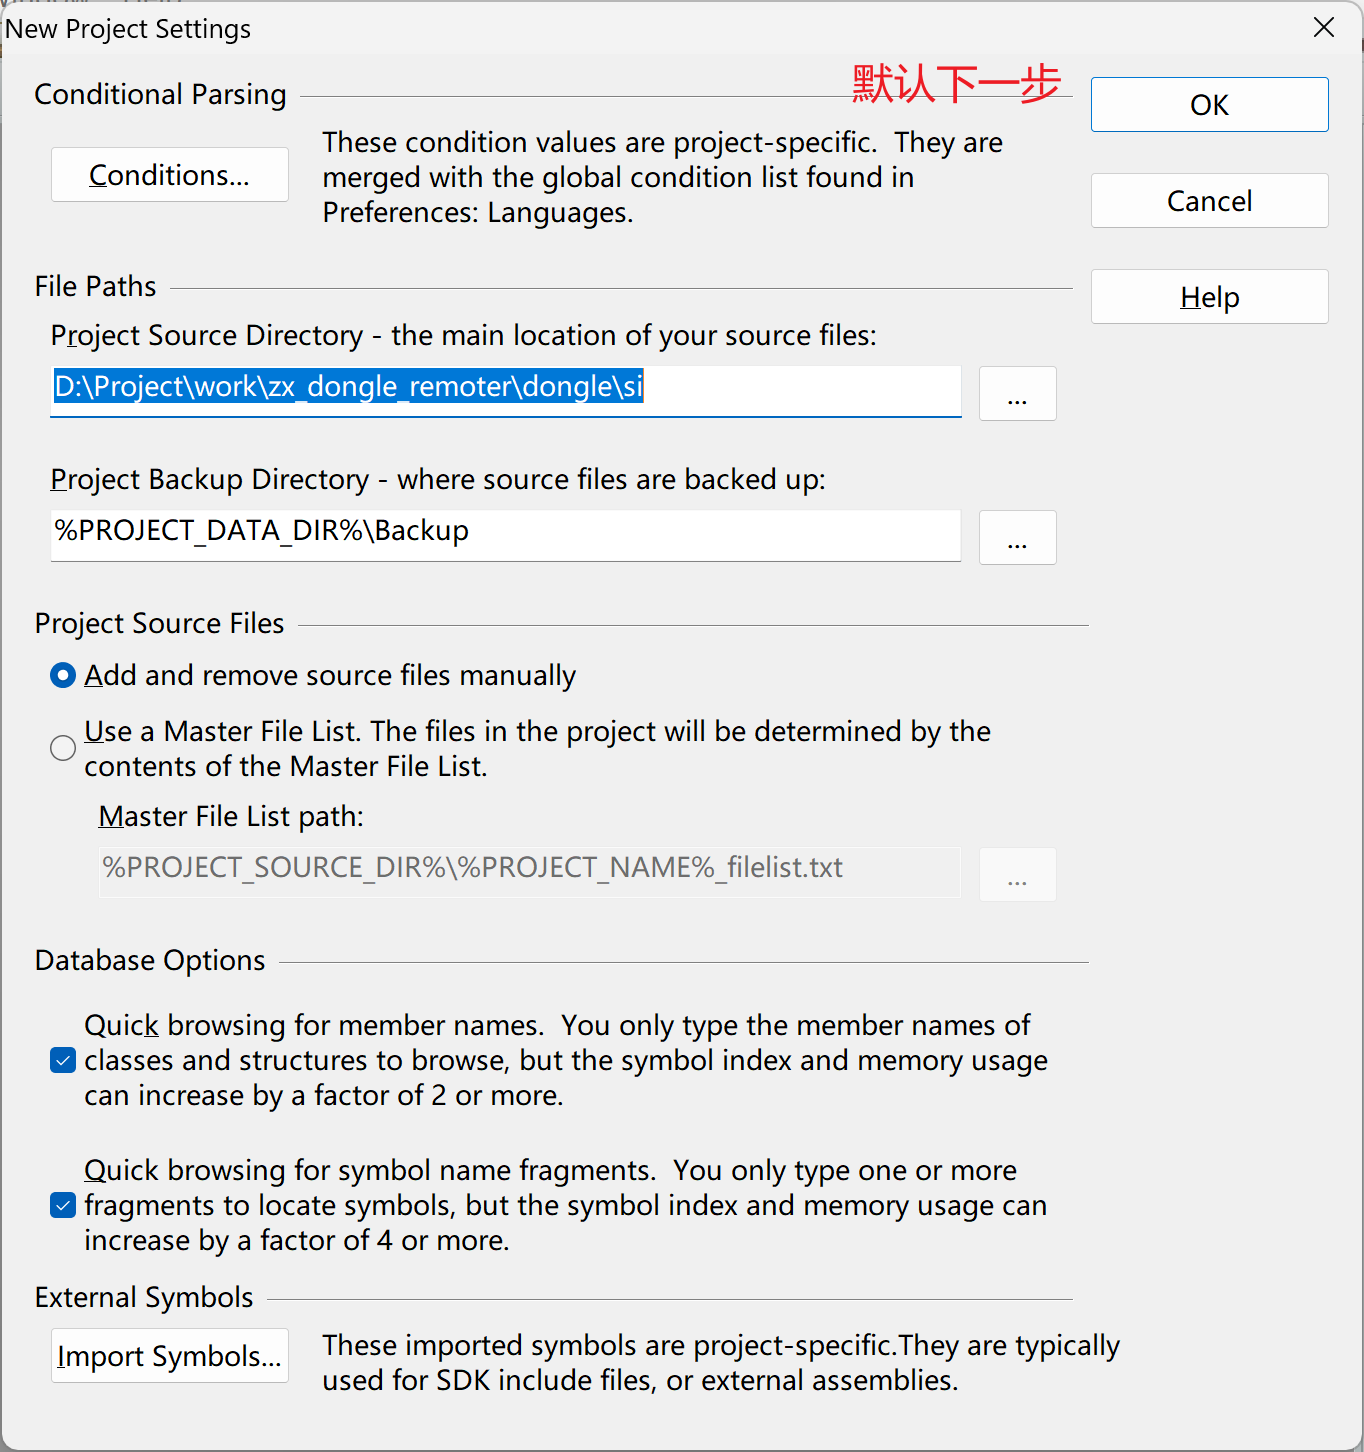 New Project Settings
默认下一步
Conditional Parsing
OK
Conditions...
These condition values are project-specific.  They are
merged with the global condition list found in
Preferences: Languages.
Cancel
Help
File Paths
Project Source Directory - the main location of your source files:
D:\Project\work\zx_dongle_remoter\dongle\si
...
Project Backup Directory - where source files are backed up:
%PROJECT_DATA_DIR%\Backup
...
Project Source Files
Add and remove source files manually
Use a Master File List. The files in the project will be determined by the
contents of the Master File List.
Master File List path:
%PROJECT_SOURCE_DIR%\%PROJECT_NAME%_filelist.txt
...
Database Options
Quick browsing for member names.  You only type the member names of
classes and structures to browse, but the symbol index and memory usage
can increase by a factor of 2 or more.
Quick browsing for symbol name fragments.  You only type one or more
fragments to locate symbols, but the symbol index and memory usage can
increase by a factor of 4 or more.
External Symbols
Import Symbols...
These imported symbols are project-specific.They are typically
used for SDK include files, or external assemblies.